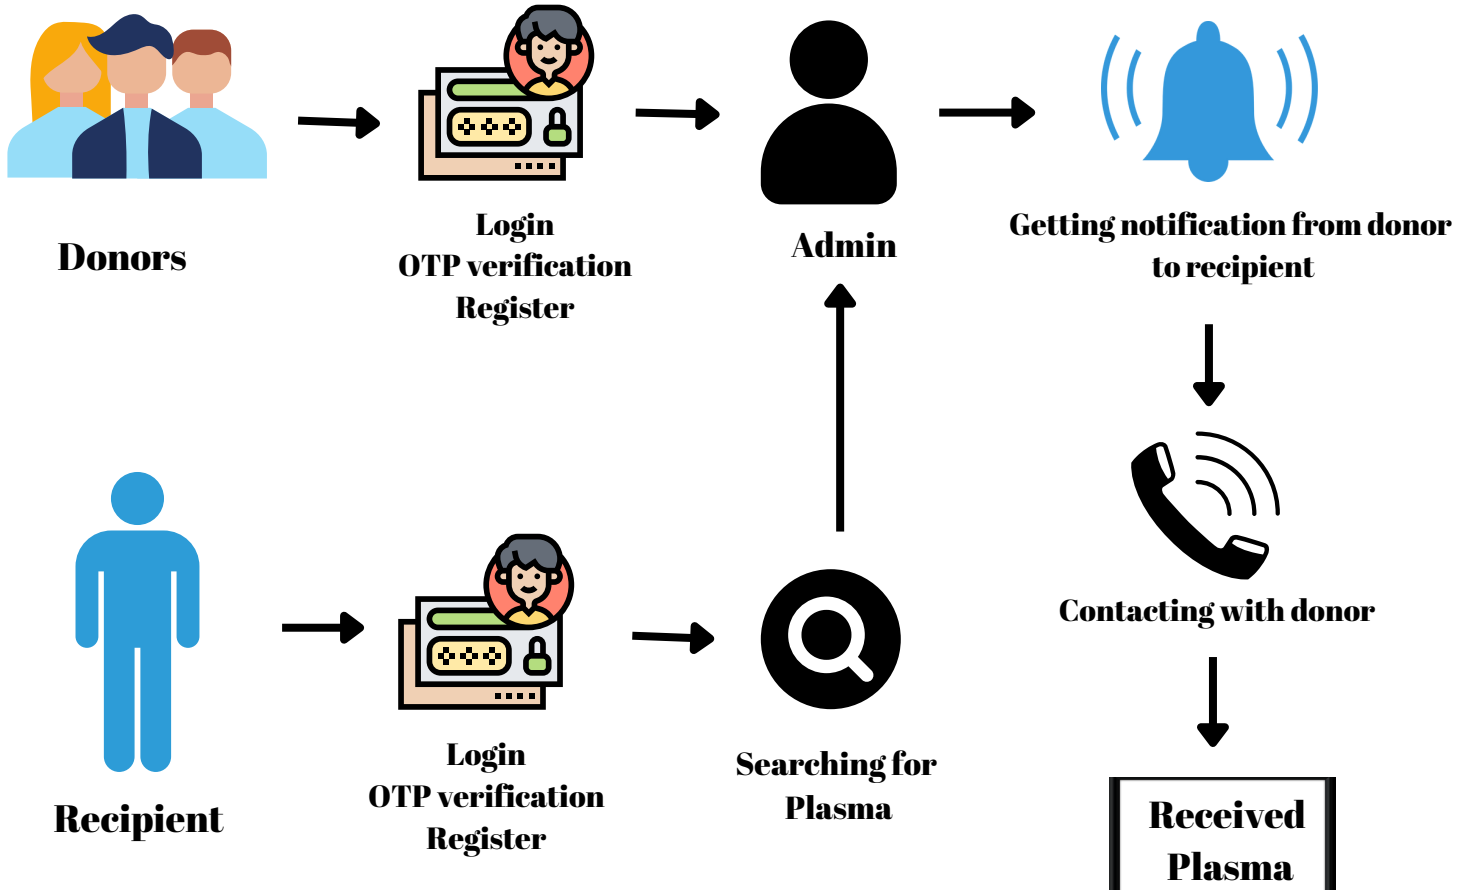 Donors
Login
OTP verification
Register
Admin
Getting notification from donor
to recipient
Contacting with donor
Received
Plasma
Recipient
Login
OTP verification
Register
Searching for
Plasma